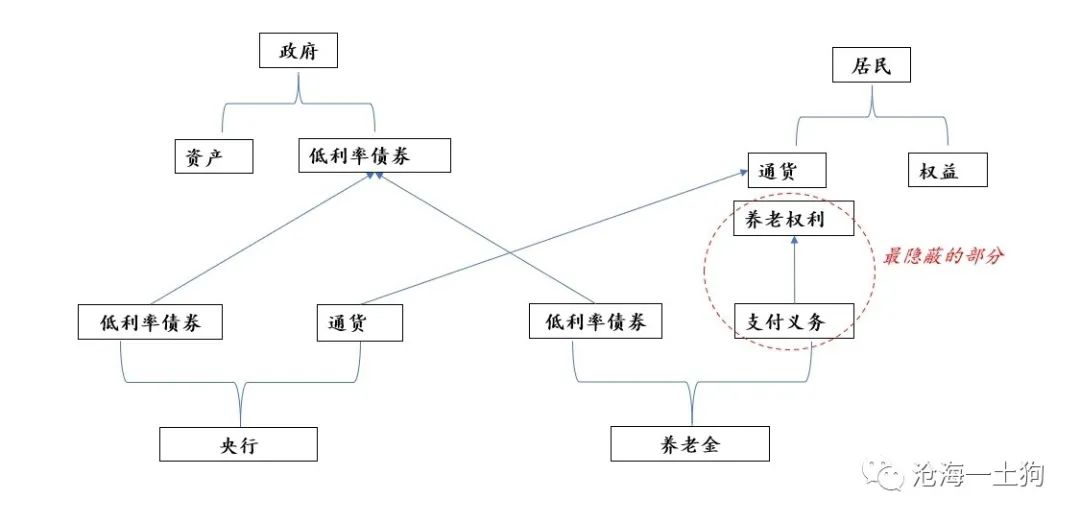 政府
居民
资产
低利率债券
通货
权益
养老权利
最隐蔽的部分
低利率债券
通货
低利率债券
支付义务
央行
养老金
沧海一土狗